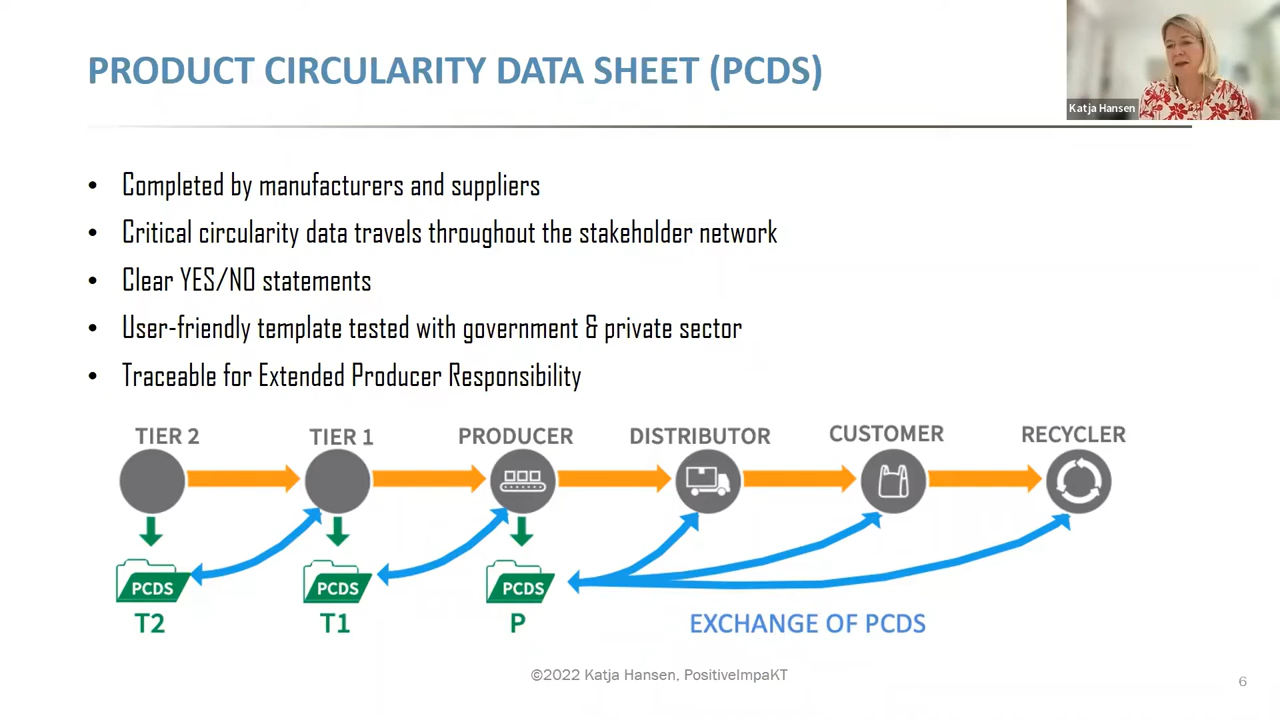 PRODUCT CIRCULARITY DATA SHEET (PCDS)
Katja Hansen
• Completed by manufacturers and suppliers
• Critical circularity data travels throughout the stakeholder network
• Clear YES/NO statements
• User-friendly template tested with government & private sector
• Traceable for Extended Producer Responsibility
TIER 2
TIER 1
PRODUCER
DISTRIBUTOR
CUSTOMER
RECYCLER
PCDS
PCDS
PCDS
T2
T1
P
EXCHANGE OF PCDS
©2022 Katja Hansen, PositiveImpaKT
6